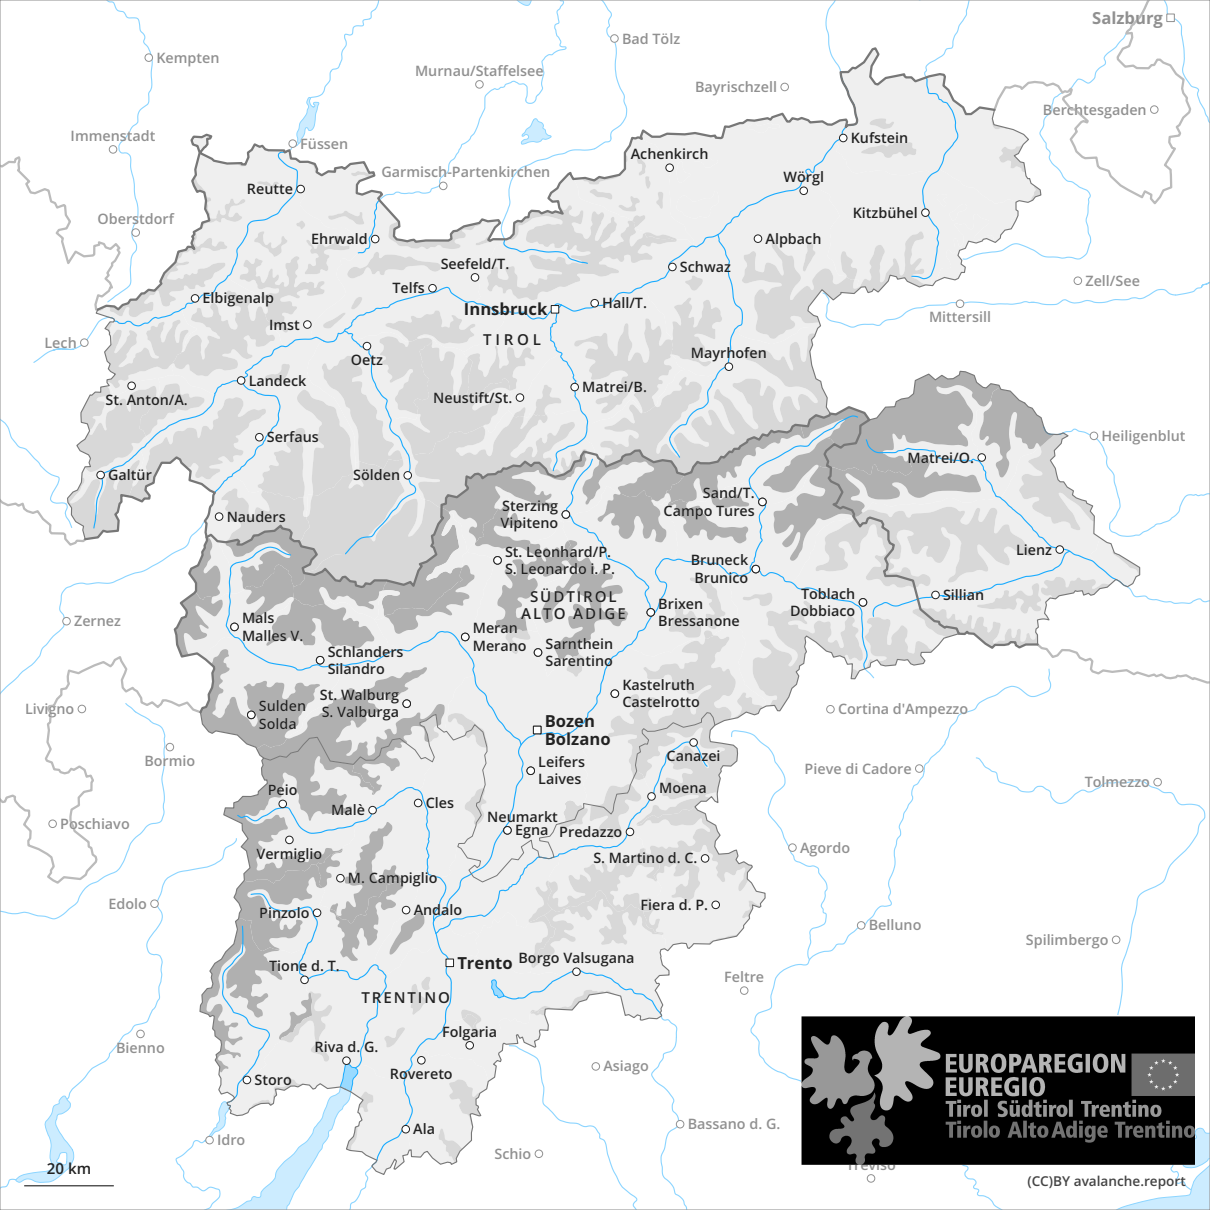 Salzburg
Bad Tölz
Kempten
Murnau/Staffelsee
Bayrischzell
Berchtesgaden
Immenstadt
Füssen
Kufstein
Achenkirch
Garmisch-Partenkirchen
Wörgl
Reutte
Oberstdorf
Kitzbühel
Ehrwald
Alpbach
Seefeld/T.
Schwaz
Zell/See
Telfs
Elbigenalp
Hall/T.
Innsbruck
Mittersill
Imst
TIROL
Lech
Oetz
Mayrhofen
Landeck
Matrei/B.
St. Anton/A.
Neustift/St.
Serfaus
Heiligenblut
Matrei/O.
Galtür
Sölden
Sand/T.
Campo Tures
Sterzing
Vipiteno
Nauders
Lienz
St. Leonhard/P.
S. Leonardo i. P.
Bruneck
Brunico
SÜDTIROL
ALTO ADIGE
Toblach
Dobbiaco
Sillian
Brixen
Bressanone
Zernez
Mals
Malles V.
Meran
Merano
Sarnthein
Sarentino
Schlanders
Silandro
Kastelruth
Castelrotto
St. Walburg
S. Valburga
Livigno
Sulden
Solda
Cortina d'Ampezzo
Bozen
Bolzano
Bormio
Canazei
Leifers
Laives
Pieve di Cadore
Tolmezzo
Peio
Moena
Malè
Cles
Neumarkt
Egna
Predazzo
Poschiavo
Vermiglio
Agordo
S. Martino d. C.
M. Campiglio
Edolo
Pinzolo
Andalo
Fiera d. P.
Belluno
Spilimbergo
Trento
Borgo Valsugana
Tione d. T.
Feltre
TRENTINO
Bienno
Folgaria
Riva d. G.
Rovereto
Asiago
Storo
EUROPAREGION
EUREGIO
Tirol Südtirol Trentino
Tirolo Alto Adige Trentino
Ala
Bassano d. G.
Idro
Schio
Treviso
20 km
(CC)BY avalanche.report